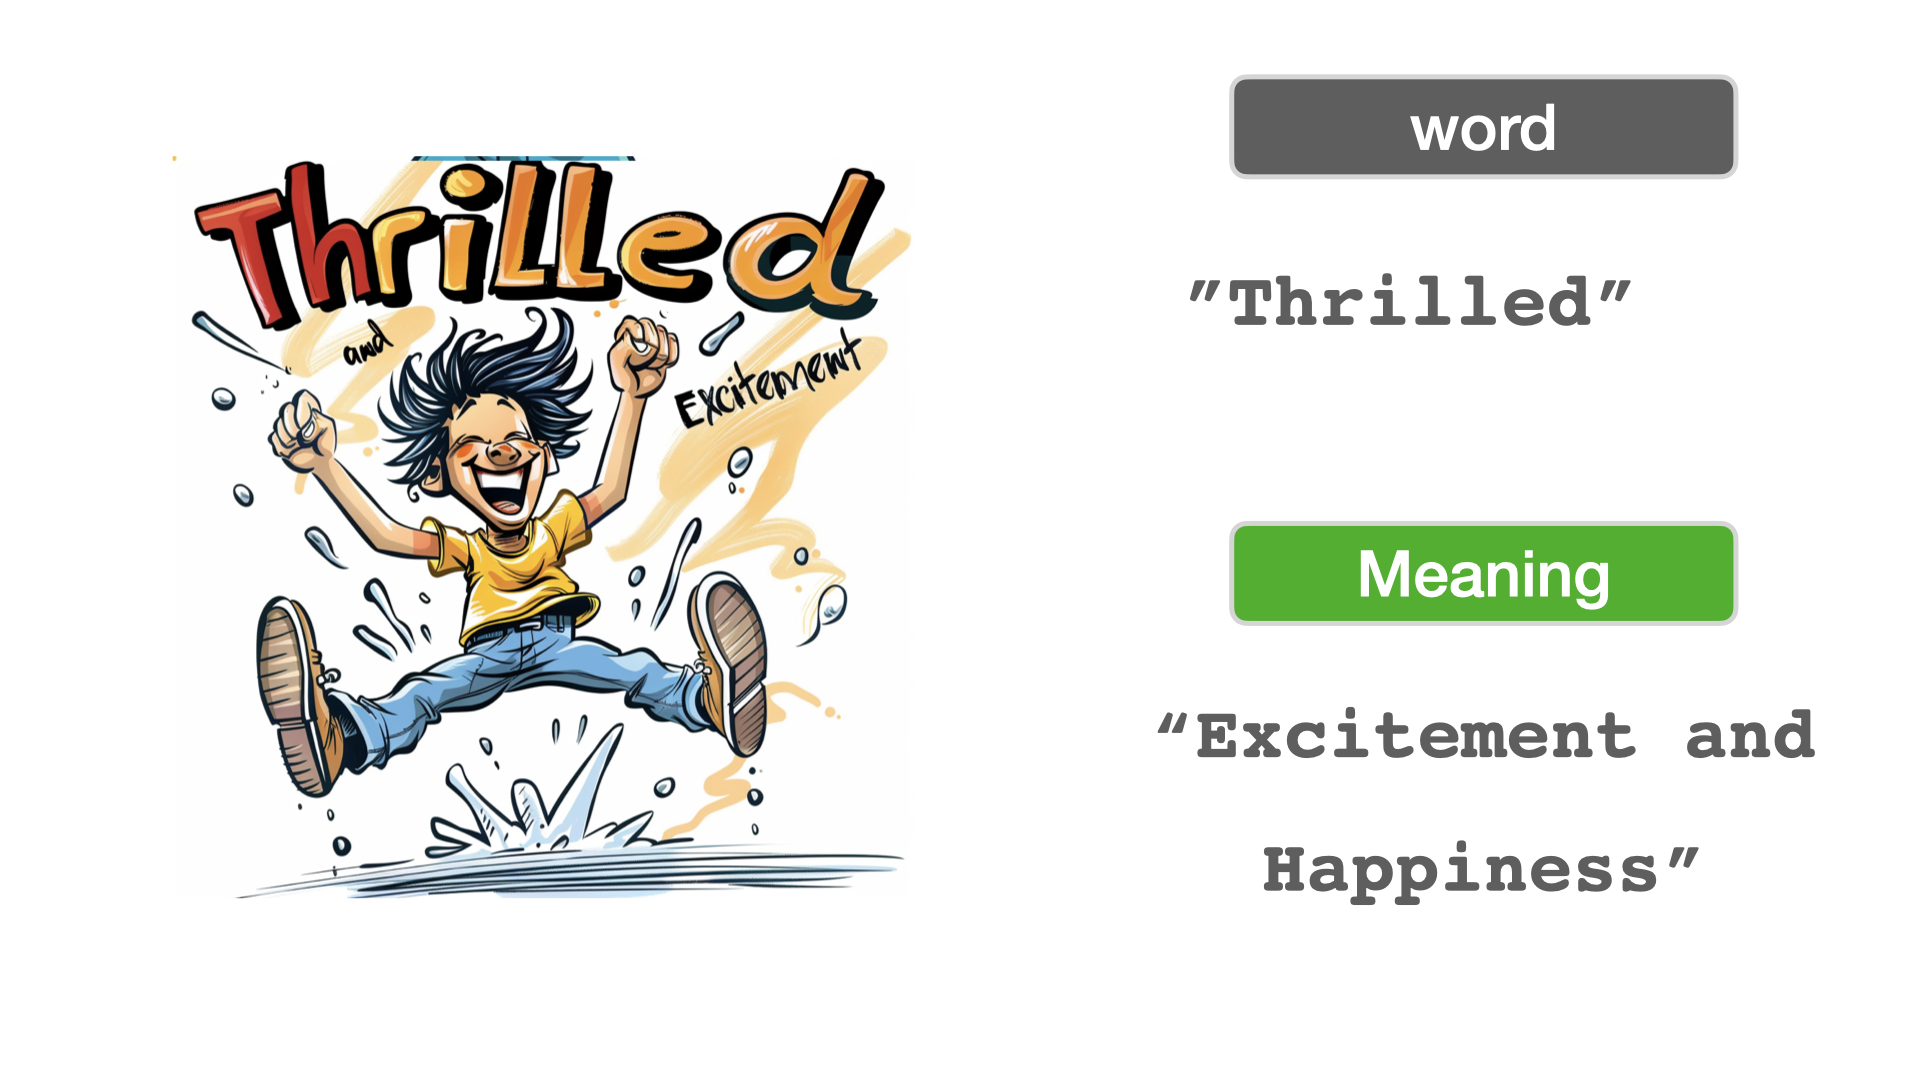 Thrilled
and
Excitement
word
”Thrilled”
Meaning
“Excitement and
Happiness”